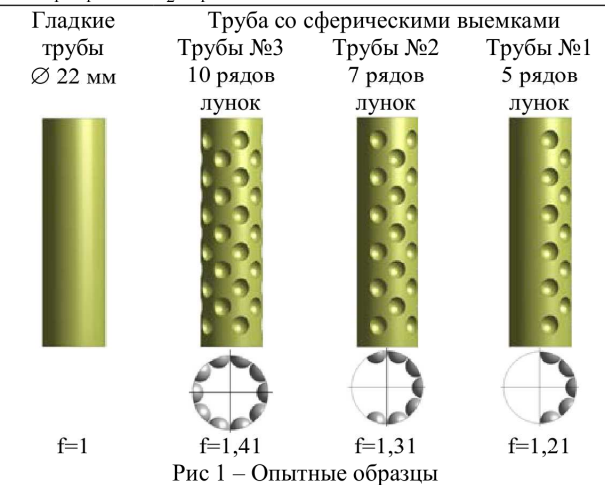 Гладкие трубы ∅ 22 мм
Труба со сферическими выемками
Трубы №3 10 рядов лунок
Трубы №2 7 рядов лунок
Трубы №1 5 рядов лунок
f=1
f=1,41
f=1,31
f=1,21
Рис 1 – Опытные образцы